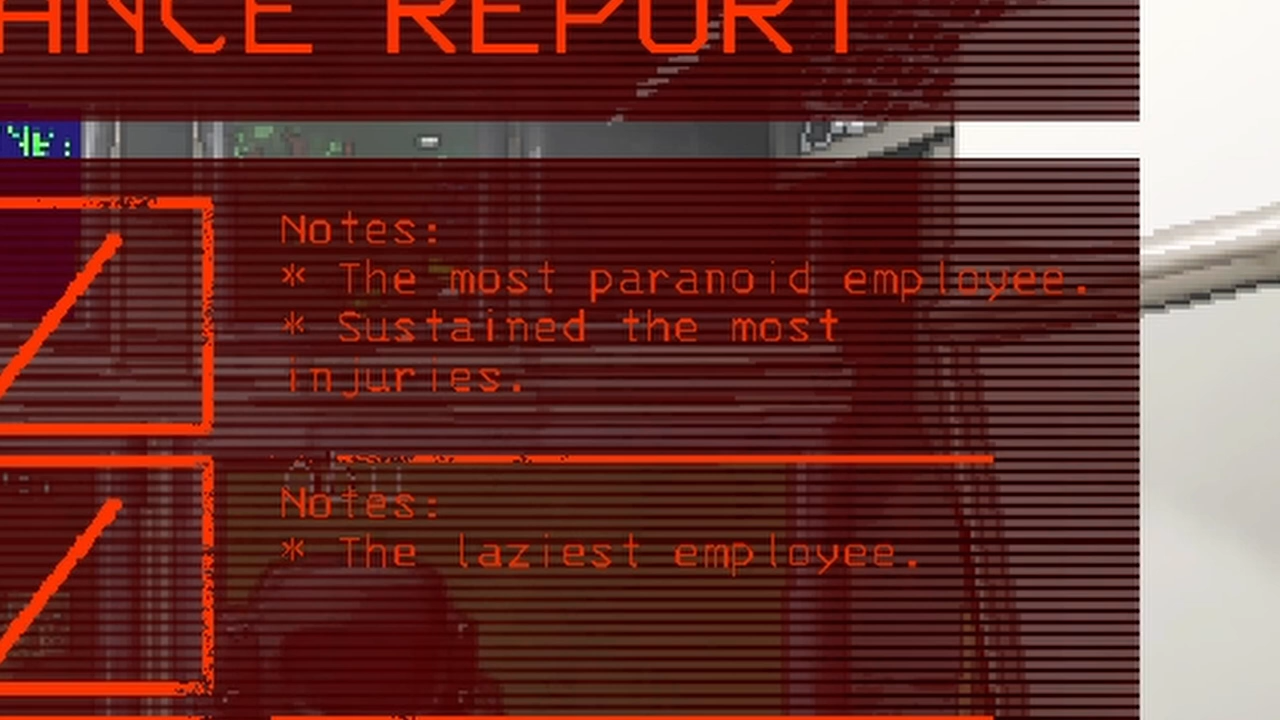 ANCE REPORT
Notes:
* The most paranoid employee.
* Sustained the most
injuries.
Notes:
* The laziest employee.